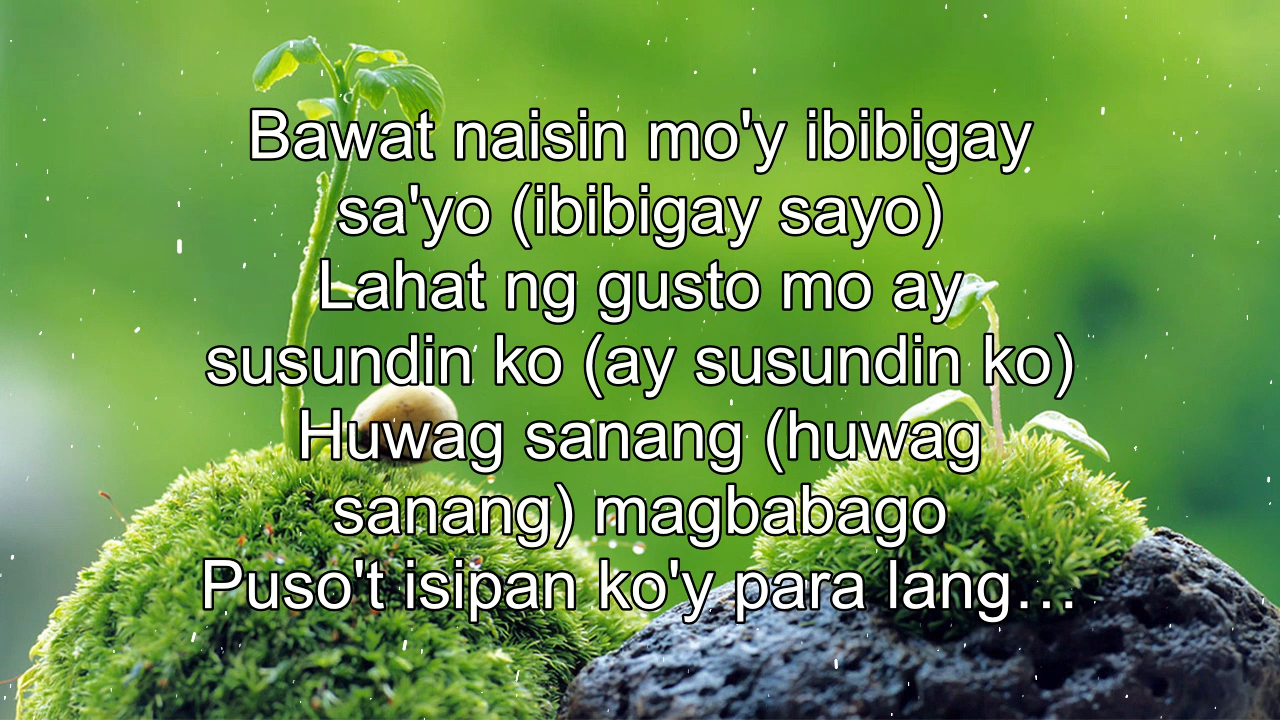 Bawat naisin mo'y ibibigay
sa'yo (ibibigay sayo)
Lahat ng gusto mo ay
susundin ko (ay susundin ko)
Huwag sanang (huwag
sanang) magbabago
Puso't isipan ko'y para lang…